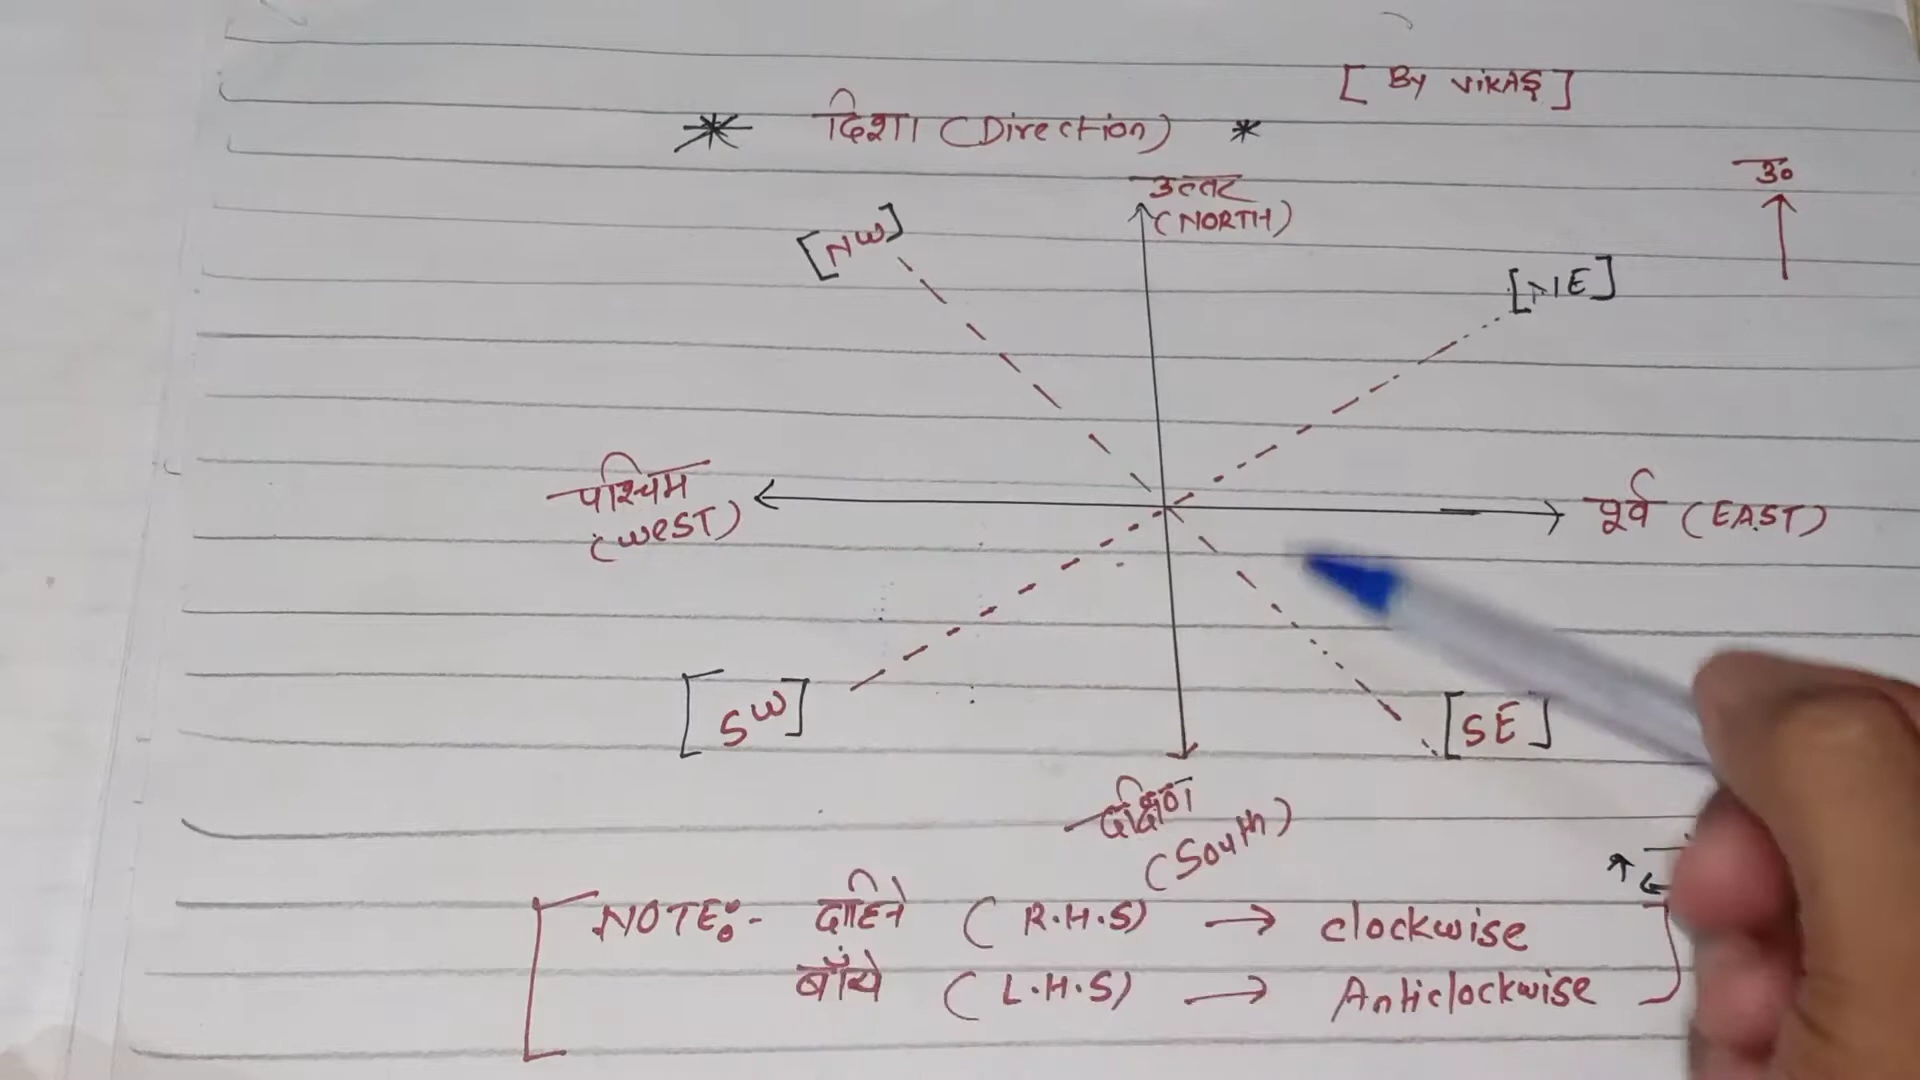 [ By vikas ]
* दिशा (Direction) *
उत्तर
(NORTH)
उ०
[NW]
[NE]
पश्चिम
(west)
पूर्व (EAST)
[SW]
[SE]
दक्षिण
(South)
NOTE:- दाहिने (R.H.S) → clockwise
बाँये (L.H.S) → Anticlockwise